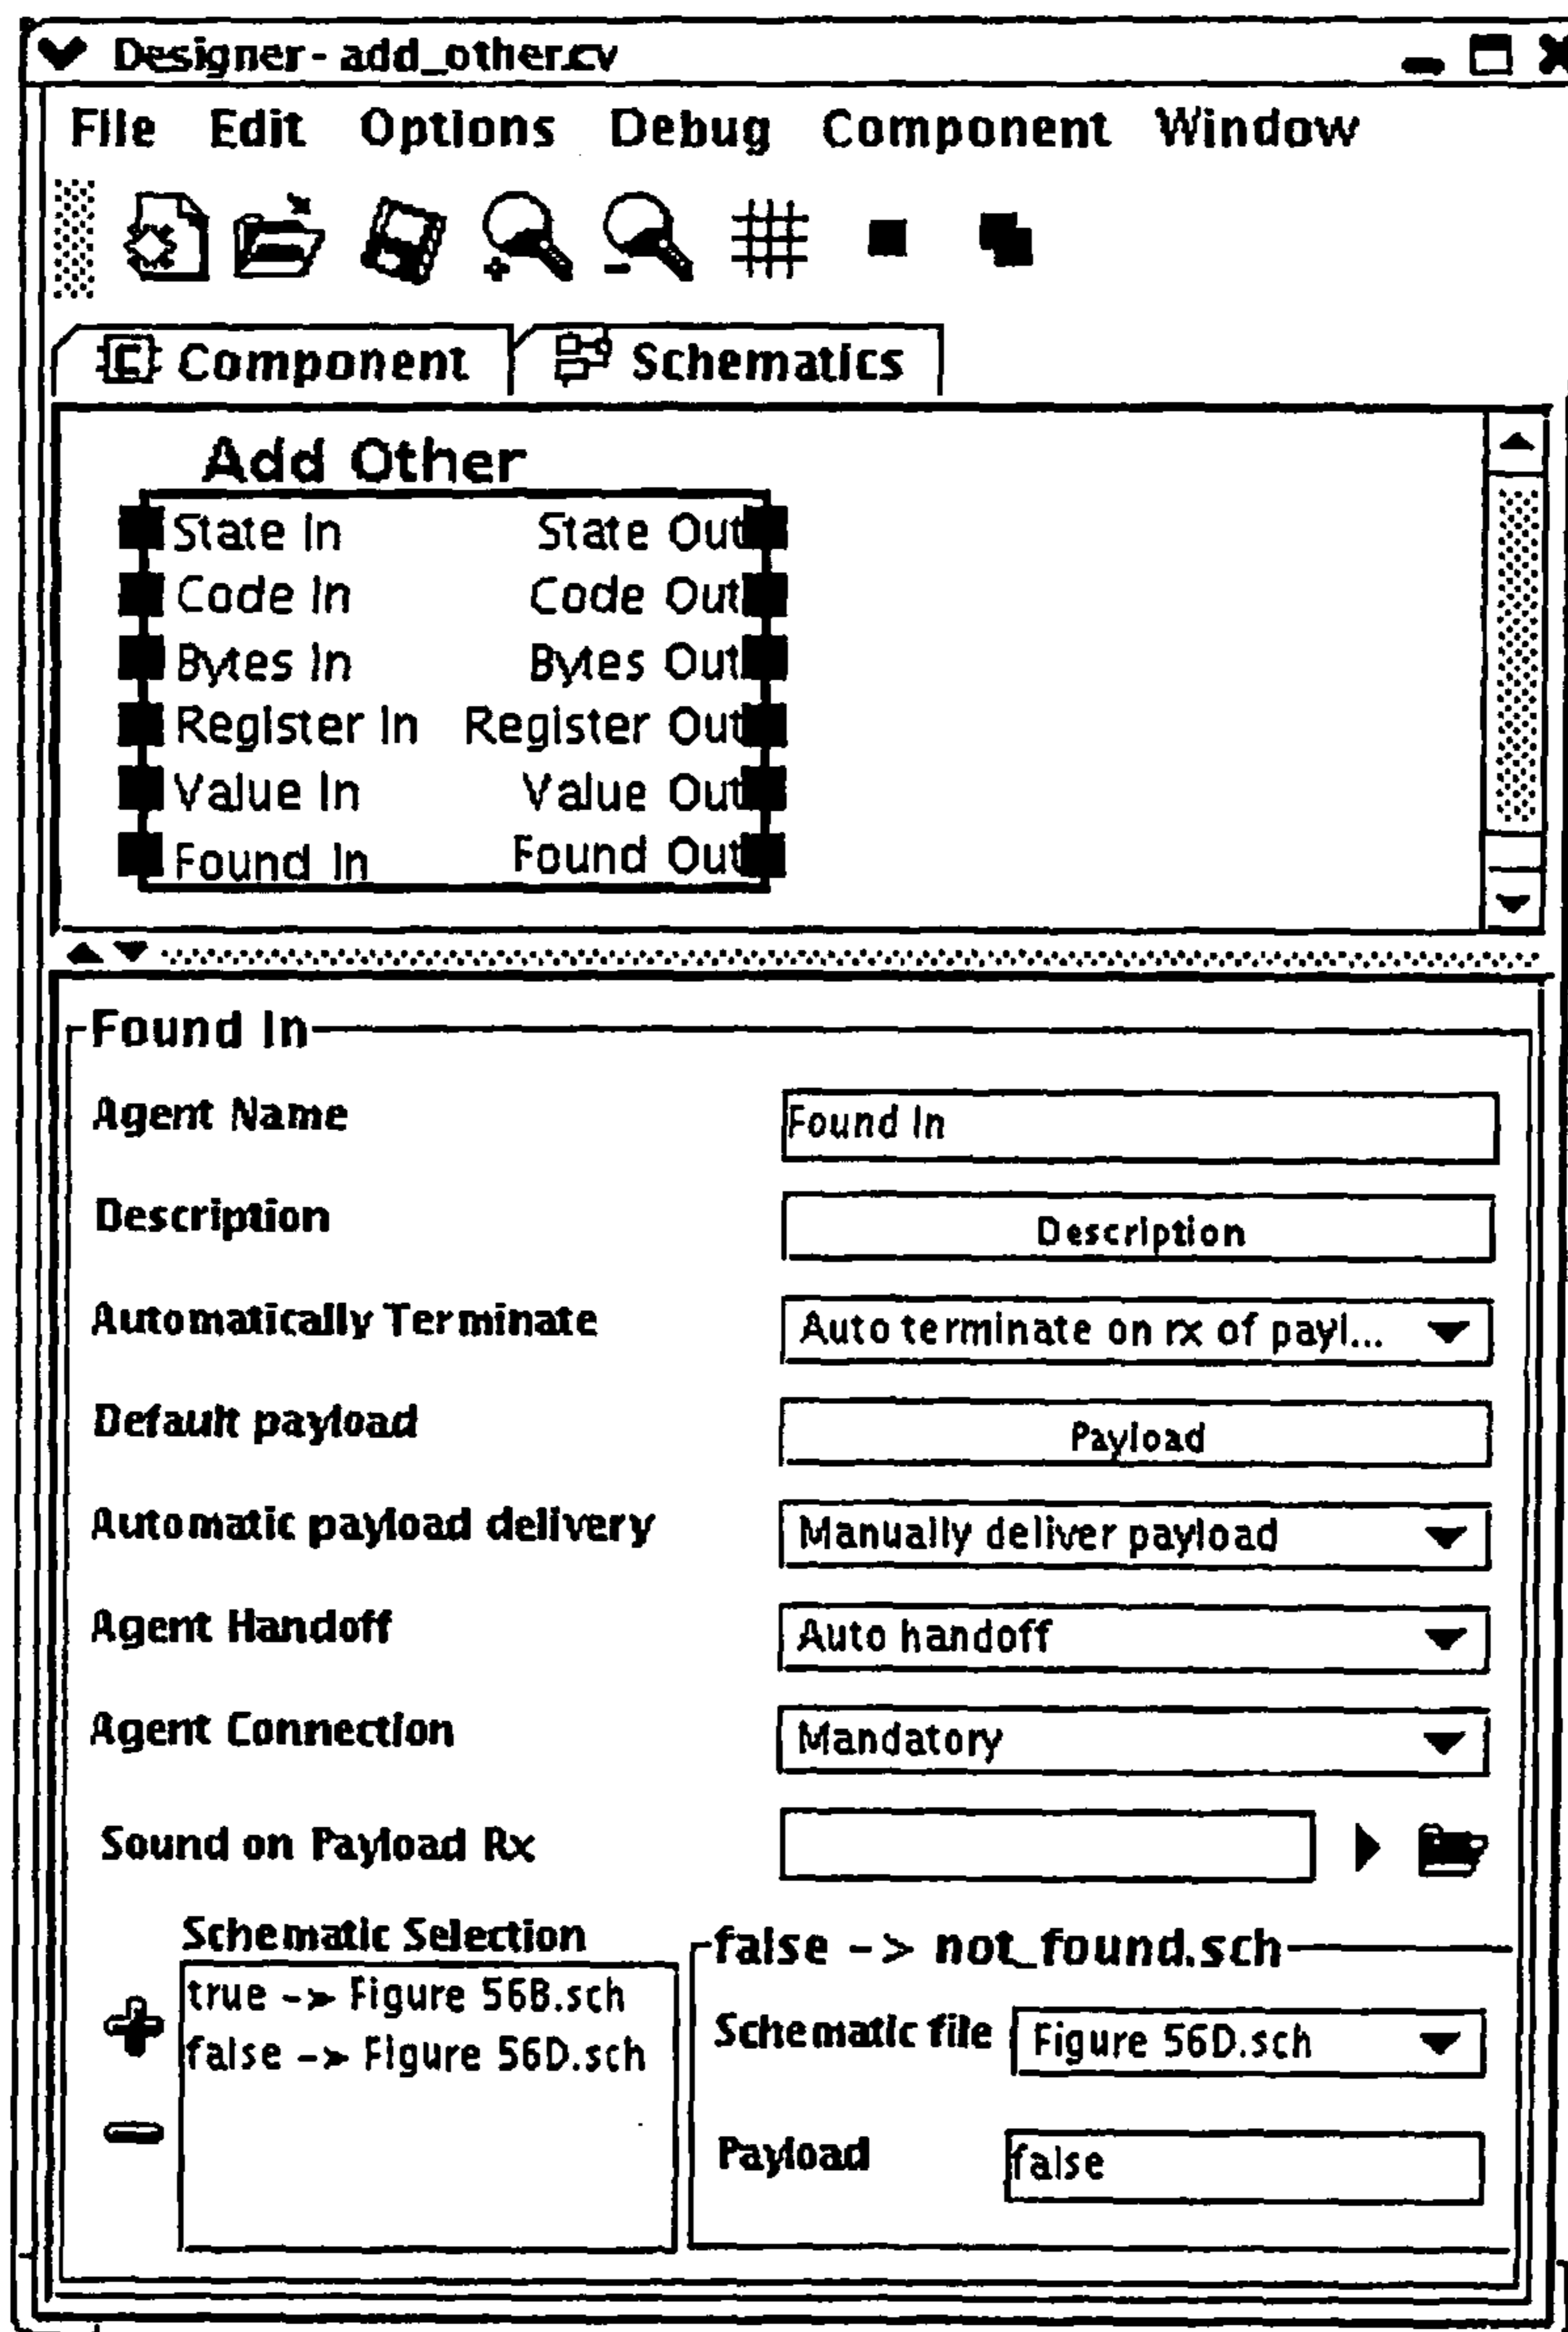 Designer - add_other.cv
File Edit Options Debug Component Window
Component Schematics
Add Other
State In State Out
Code In Code Out
Bytes In Bytes Out
Register In Register Out
Value In Value Out
Found In Found Out
Found In
Agent Name Found In
Description Description
Automatically Terminate Auto terminate on rx of payl...
Default payload Payload
Automatic payload delivery Manually deliver payload
Agent Handoff Auto handoff
Agent Connection Mandatory
Sound on Payload Rx
Schematic Selection
true -> Figure 56B.sch
false -> Figure 56D.sch
false -> not_found.sch
Schematic file Figure 56D.sch
Payload false